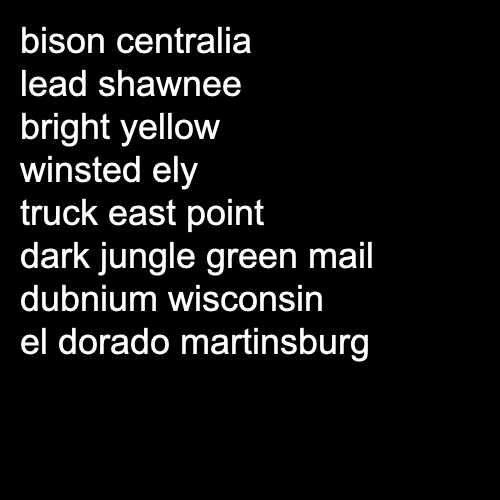 bison centralia
lead shawnee
bright yellow
winsted ely
truck east point
dark jungle green mail
dubnium wisconsin
el dorado martinsburg